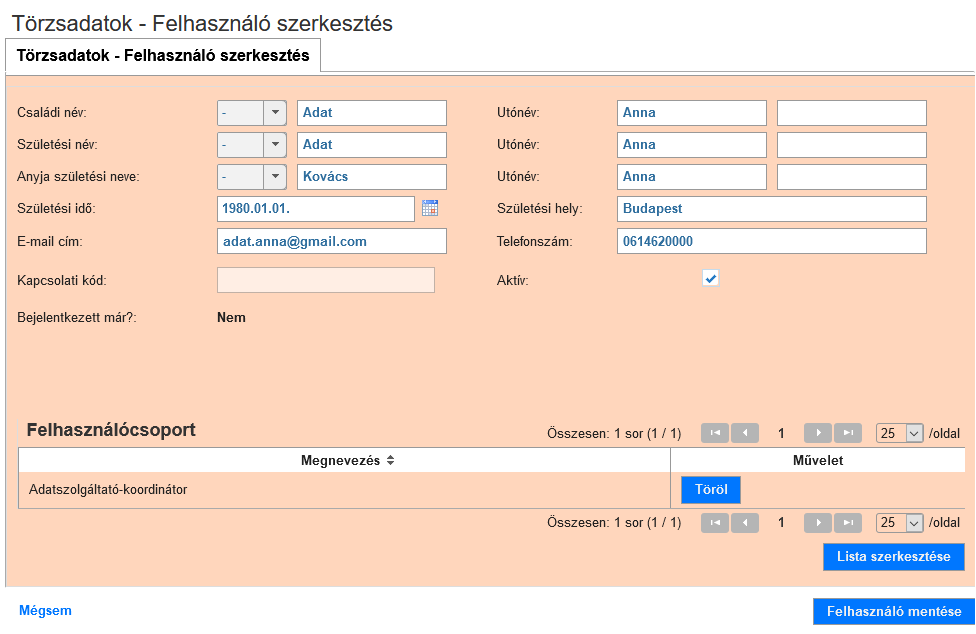 Törzsadatok - Felhasználó szerkesztés
Törzsadatok - Felhasználó szerkesztés
Családi név: - Adat Utónév: Anna
Születési név: - Adat Utónév: Anna
Anyja születési neve: - Kovács Utónév: Anna
Születési idő: 1980.01.01. Születési hely: Budapest
E-mail cím: adat.anna@gmail.com Telefonszám: 0614620000
Kapcsolati kód: Aktív:
Bejelentkezett már?: Nem
Felhasználócsoport
Összesen: 1 sor (1 / 1) 1 25 /oldal
Megnevezés Művelet
Adatszolgáltató-koordinátor Töröl
Összesen: 1 sor (1 / 1) 1 25 /oldal
Lista szerkesztése
Mégsem Felhasználó mentése